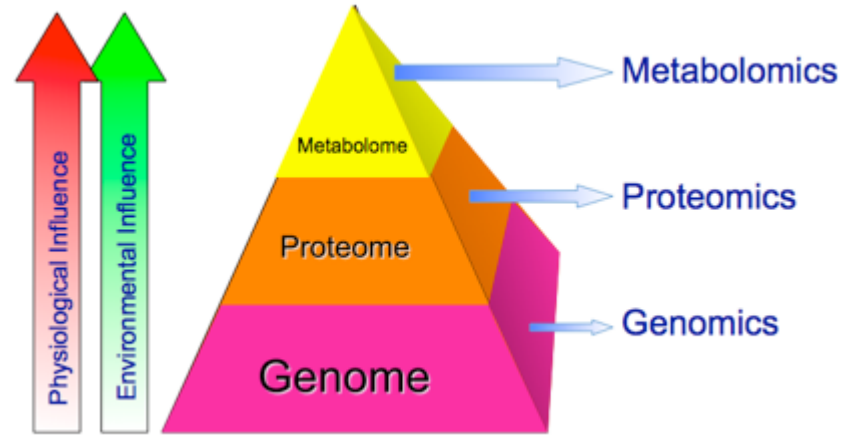 Physiological Influence
Environmental Influence
Metabolome
Proteome
Genome
Metabolomics
Proteomics
Genomics